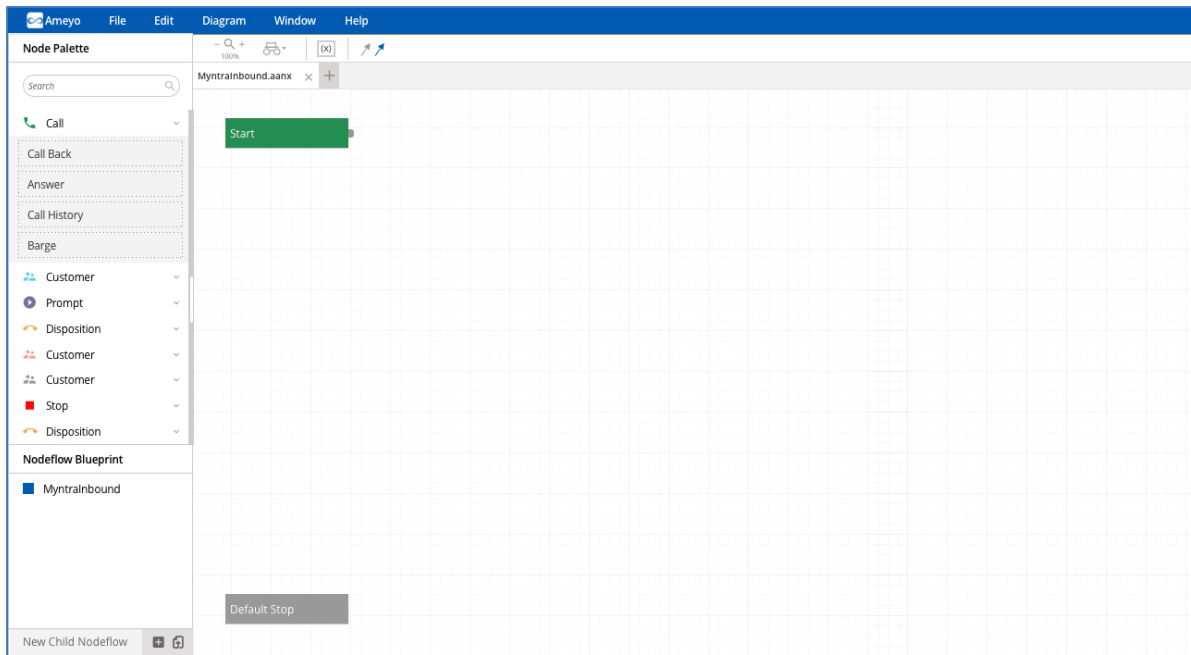 Ameyo File Edit Diagram Window Help
Node Palette
- +
100%
(x)
MyntraInbound.aanx × +
Search
Call
Start
Call Back
Answer
Call History
Barge
Customer
Prompt
Disposition
Customer
Customer
Stop
Disposition
Nodeflow Blueprint
MyntraInbound
Default Stop
New Child Nodeflow